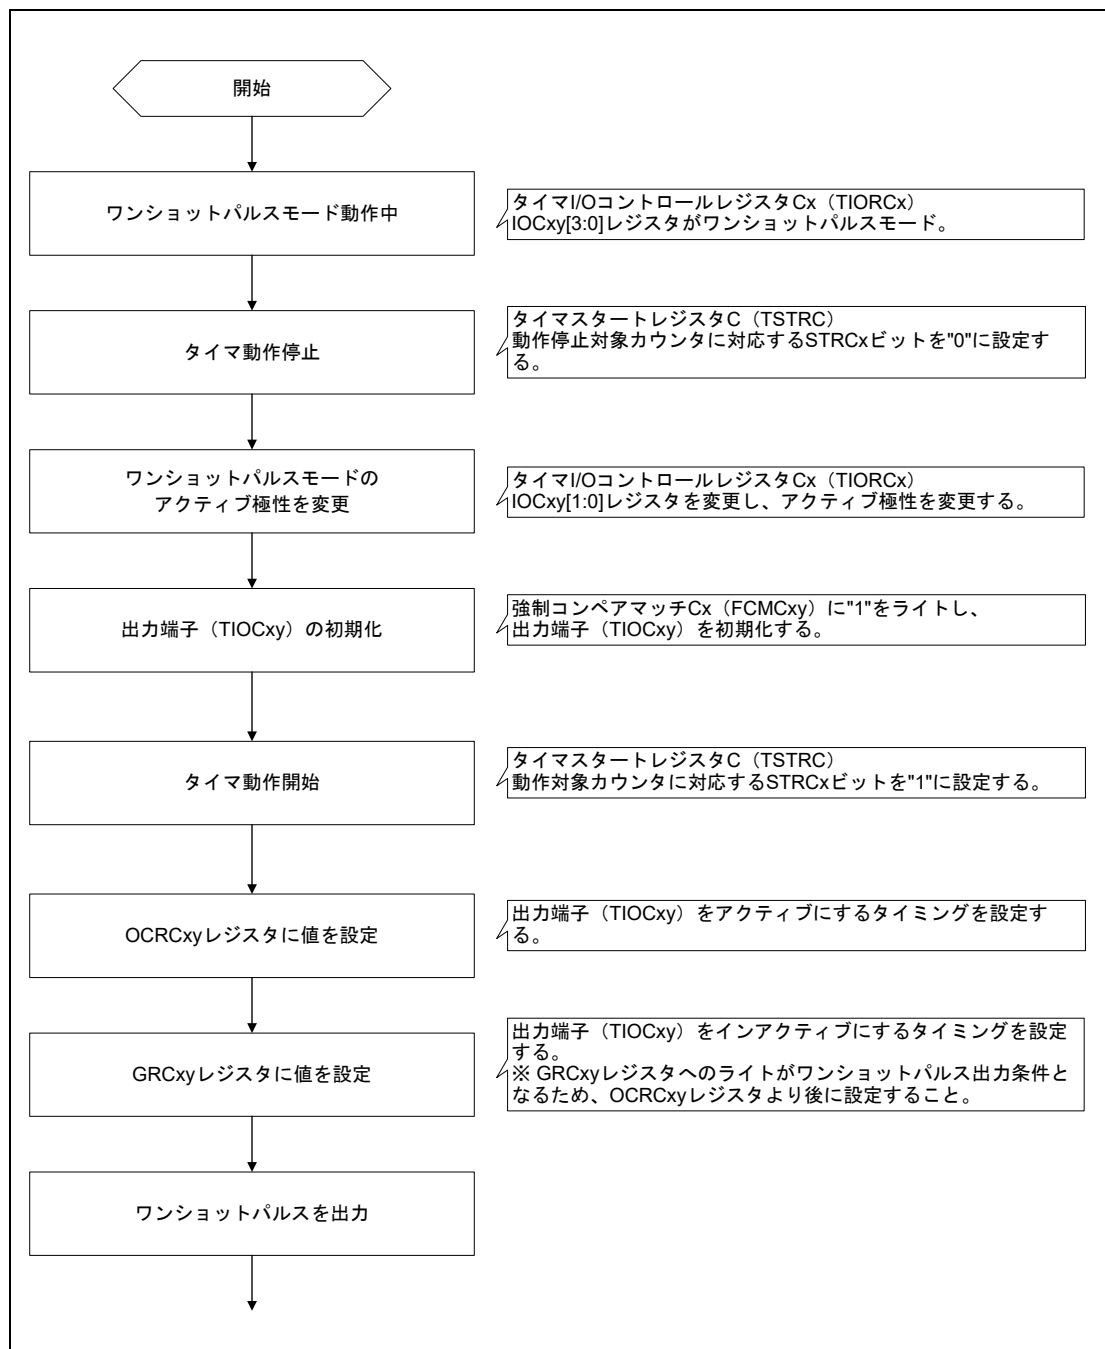 開始
ワンショットパルスモード動作中
タイマI/OコントロールレジスタCx（TIORCx）
IOCxy[3:0]レジスタがワンショットパルスモード。
タイマ動作停止
タイマスタートレジスタC（TSTRC）
動作停止対象カウンタに対応するSTRCxビットを"0"に設定す
る。
ワンショットパルスモードの
アクティブ極性を変更
タイマI/OコントロールレジスタCx（TIORCx）
IOCxy[1:0]レジスタを変更し、アクティブ極性を変更する。
出力端子（TIOCxy）の初期化
強制コンペアマッチCx（FCMCxy）に"1"をライトし、
出力端子（TIOCxy）を初期化する。
タイマ動作開始
タイマスタートレジスタC（TSTRC）
動作対象カウンタに対応するSTRCxビットを"1"に設定する。
OCRCxyレジスタに値を設定
出力端子（TIOCxy）をアクティブにするタイミングを設定す
る。
GRCxyレジスタに値を設定
出力端子（TIOCxy）をインアクティブにするタイミングを設定
する。
※ GRCxyレジスタへのライトがワンショットパルス出力条件と
なるため、OCRCxyレジスタより後に設定すること。
ワンショットパルスを出力